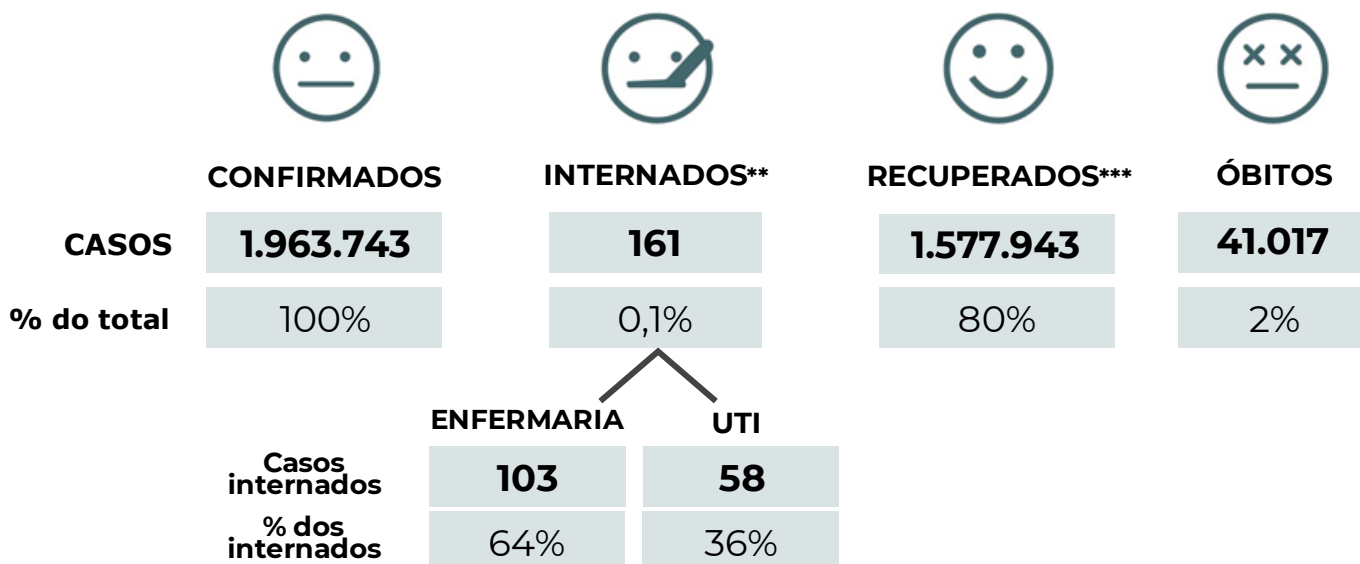 CONFIRMADOS INTERNADOS** RECUPERADOS*** ÓBITOS
CASOS 1.963.743 161 1.577.943 41.017
% do total 100% 0,1% 80% 2%
ENFERMARIA UTI
Casos
internados 103 58
% dos
internados 64% 36%